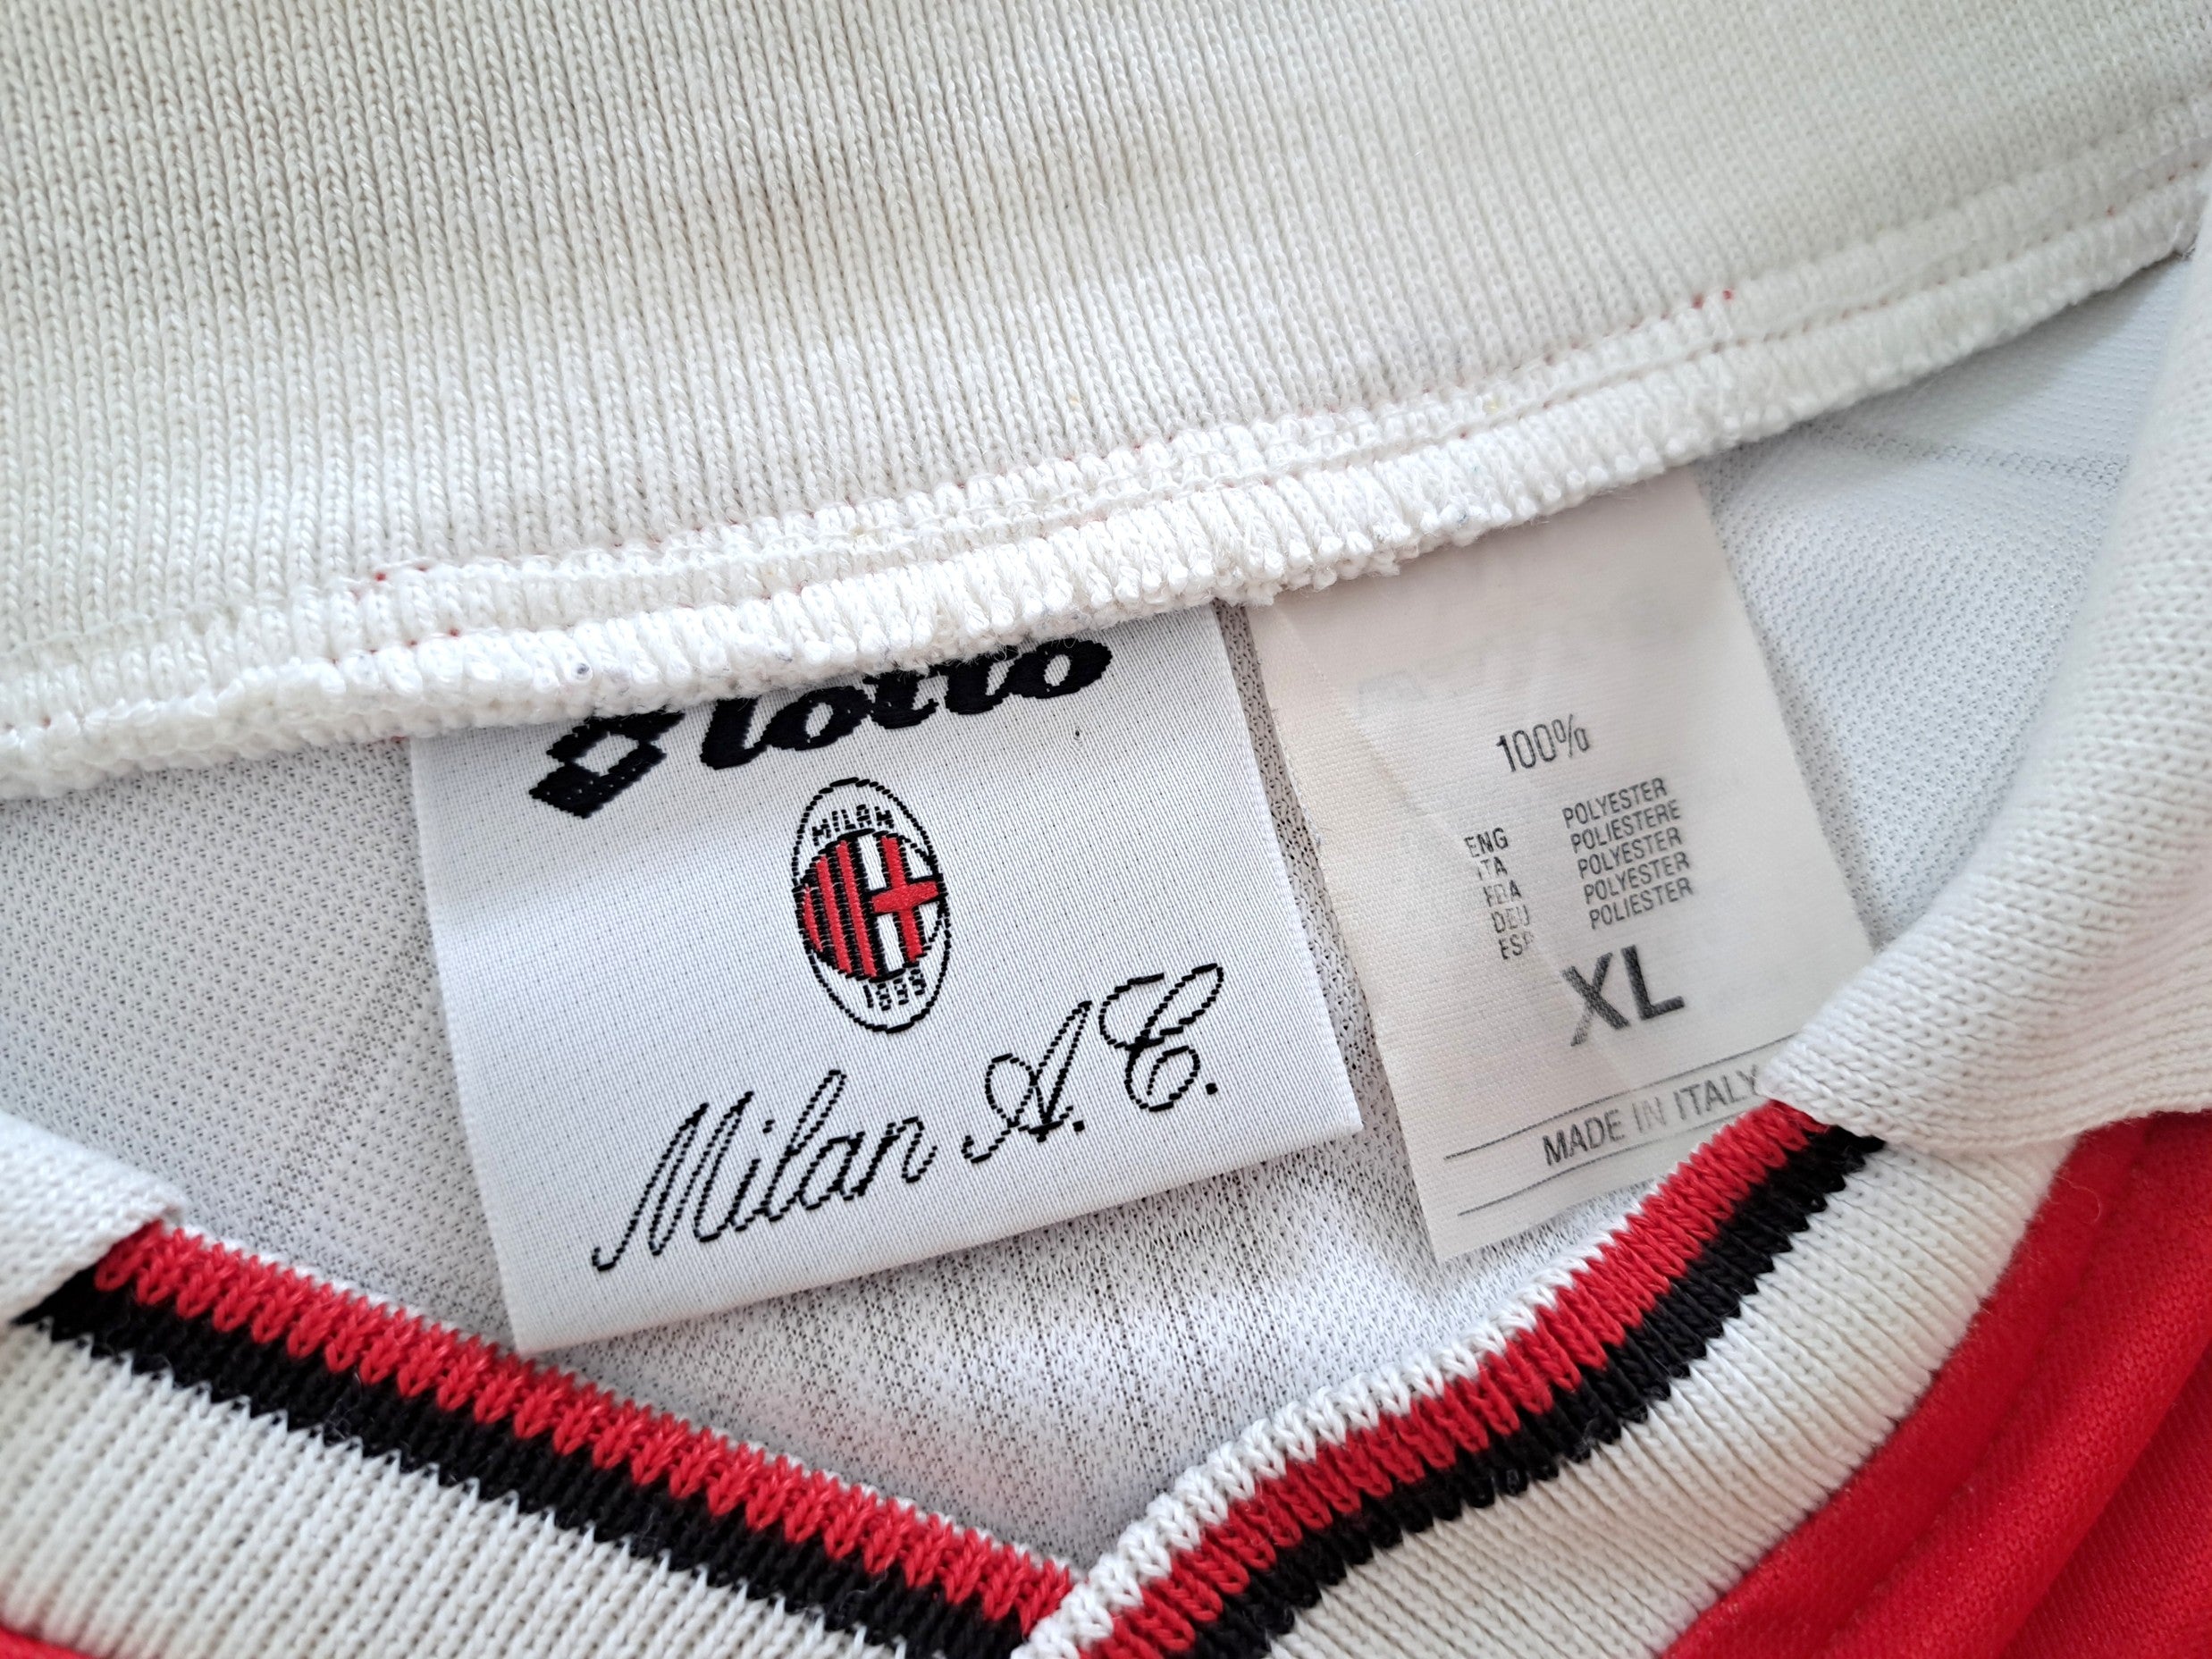 lotto
MILAN
1899
Milan A.C.
100%
ENG POLYESTER
ITA POLIESTERE
FRA POLYESTER
DEU POLYESTER
ESP POLIESTER
XL
MADE IN ITALY